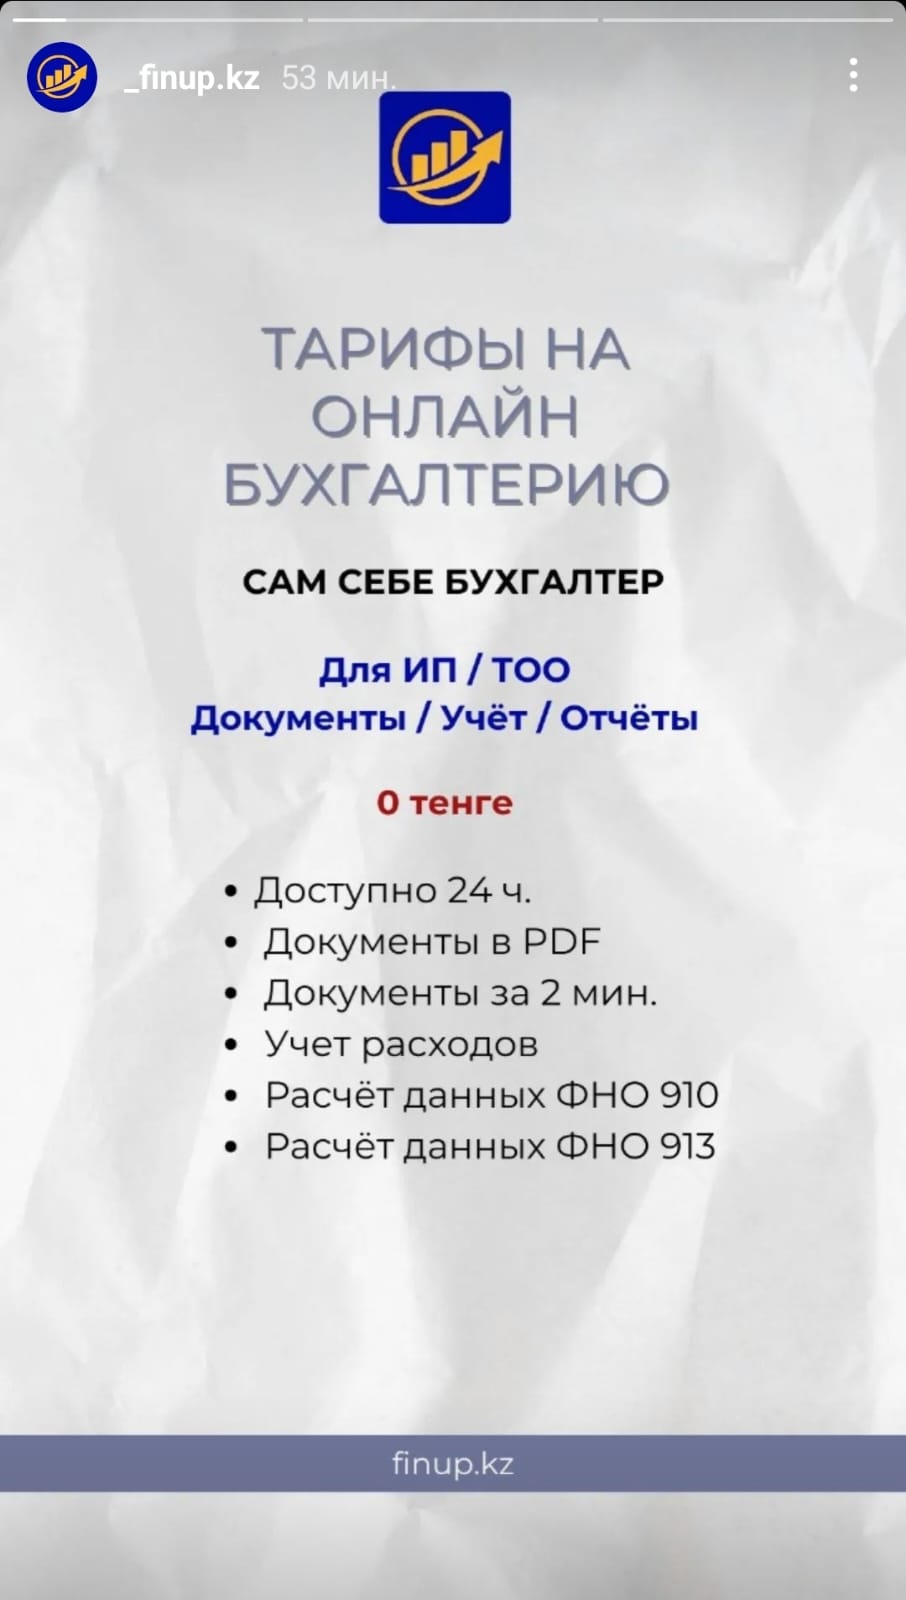 _finup.kz 53 мин.
ТАРИФЫ НА
ОНЛАЙН
БУХГАЛТЕРИЮ
САМ СЕБЕ БУХГАЛТЕР
Для ИП / ТОО
Документы / Учёт / Отчёты
0 тенге
• Доступно 24 ч.
• Документы в PDF
• Документы за 2 мин.
• Учет расходов
• Расчёт данных ФНО 910
• Расчёт данных ФНО 913
finup.kz